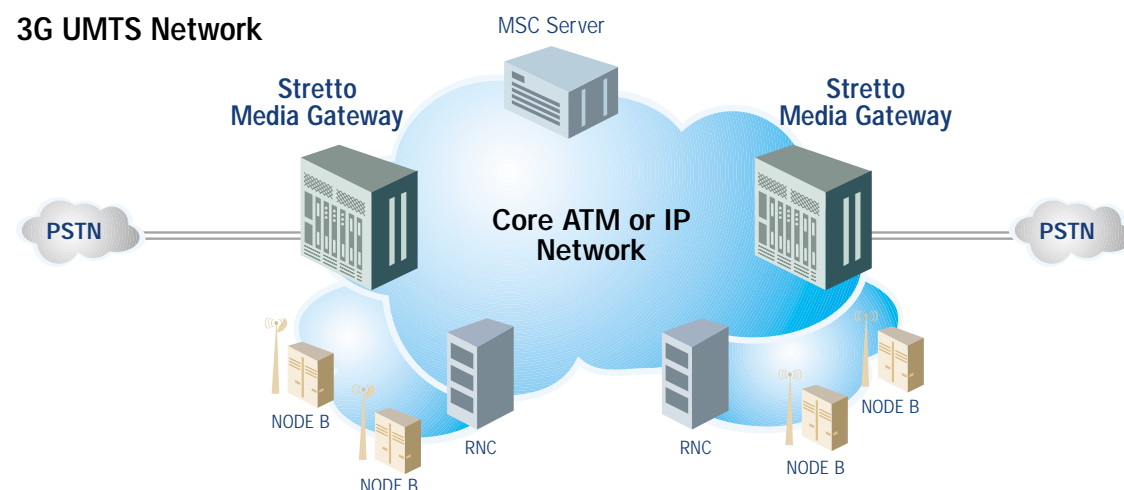 3G UMTS Network
MSC Server
Stretto
Media Gateway
Stretto
Media Gateway
PSTN
Core ATM or IP
Network
PSTN
NODE B
RNC
RNC
NODE B
NODE B
NODE B